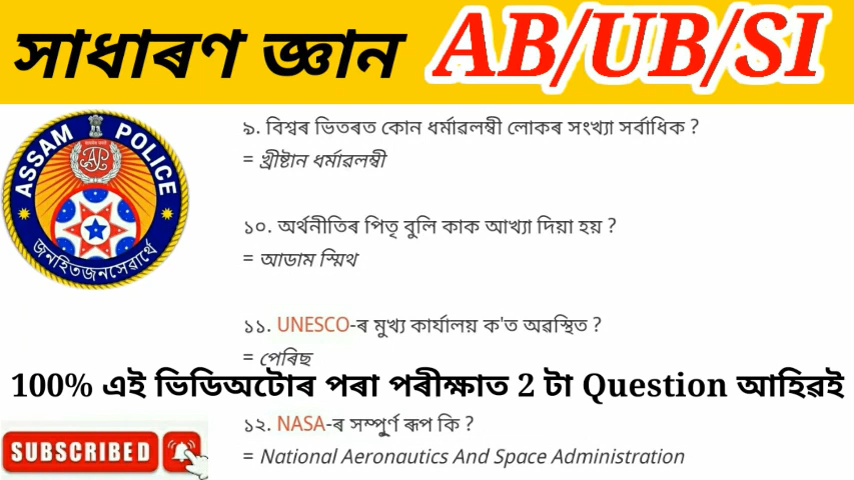 সাধাৰণ জ্ঞান AB/UB/SI
ASSAM POLICE
AP
জনহিতজনসেৱাৰ্থে
৯. বিশ্বৰ ভিতৰত কোন ধৰ্মাৱলম্বী লোকৰ সংখ্যা সৰ্বাধিক ?
= খ্ৰীষ্টান ধৰ্মাৱলম্বী
১০. অৰ্থনীতিৰ পিতৃ বুলি কাক আখ্যা দিয়া হয় ?
= আডাম স্মিথ
১১. UNESCO-ৰ মুখ্য কাৰ্যালয় ক'ত অৱস্থিত ?
= পেৰিছ
100% এই ভিডিঅটোৰ পৰা পৰীক্ষাত 2 টা Question আহিৱই
১২. NASA-ৰ সম্পূৰ্ণ ৰূপ কি ?
= National Aeronautics And Space Administration
SUBSCRIBED